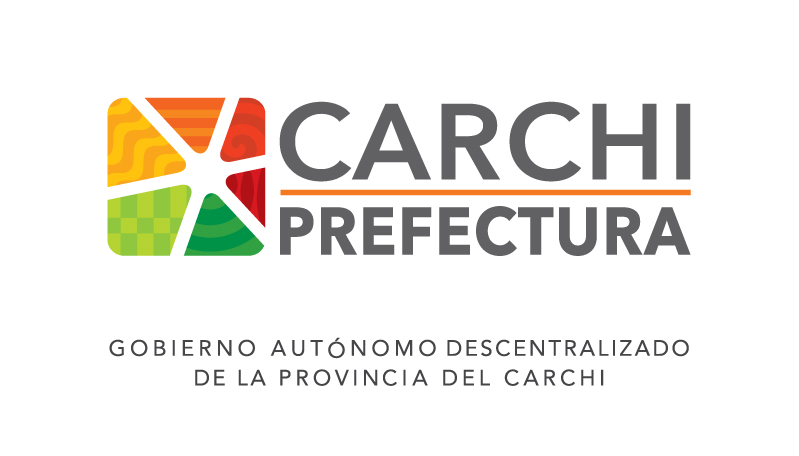 CARCHI
PREFECTURA
GOBIERNO AUTÓNOMO DESCENTRALIZADO
DE LA PROVINCIA DEL CARCHI